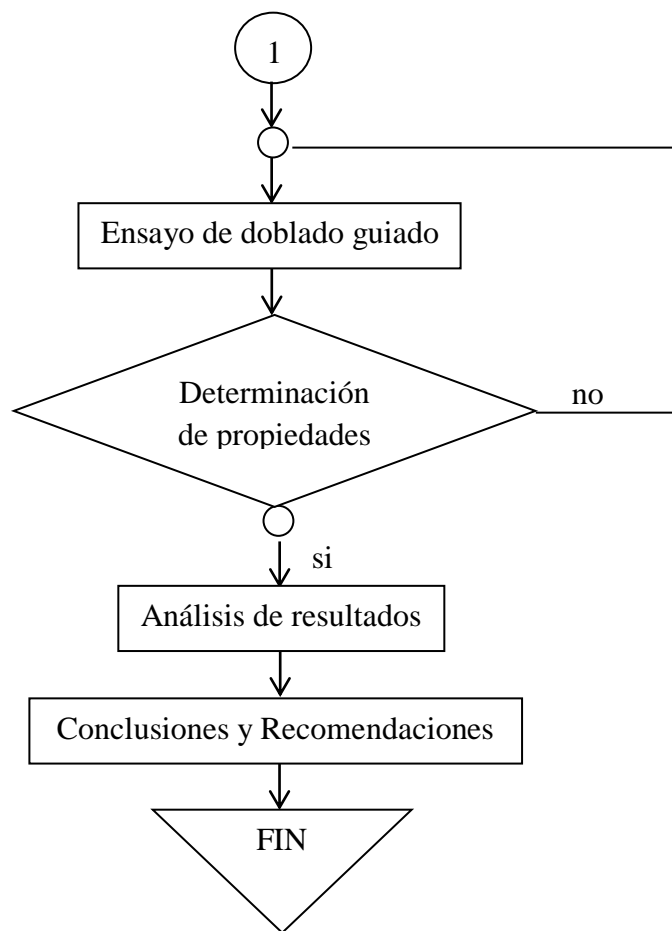 1
Ensayo de doblado guiado
Determinación
de propiedades
no
si
Análisis de resultados
Conclusiones y Recomendaciones
FIN